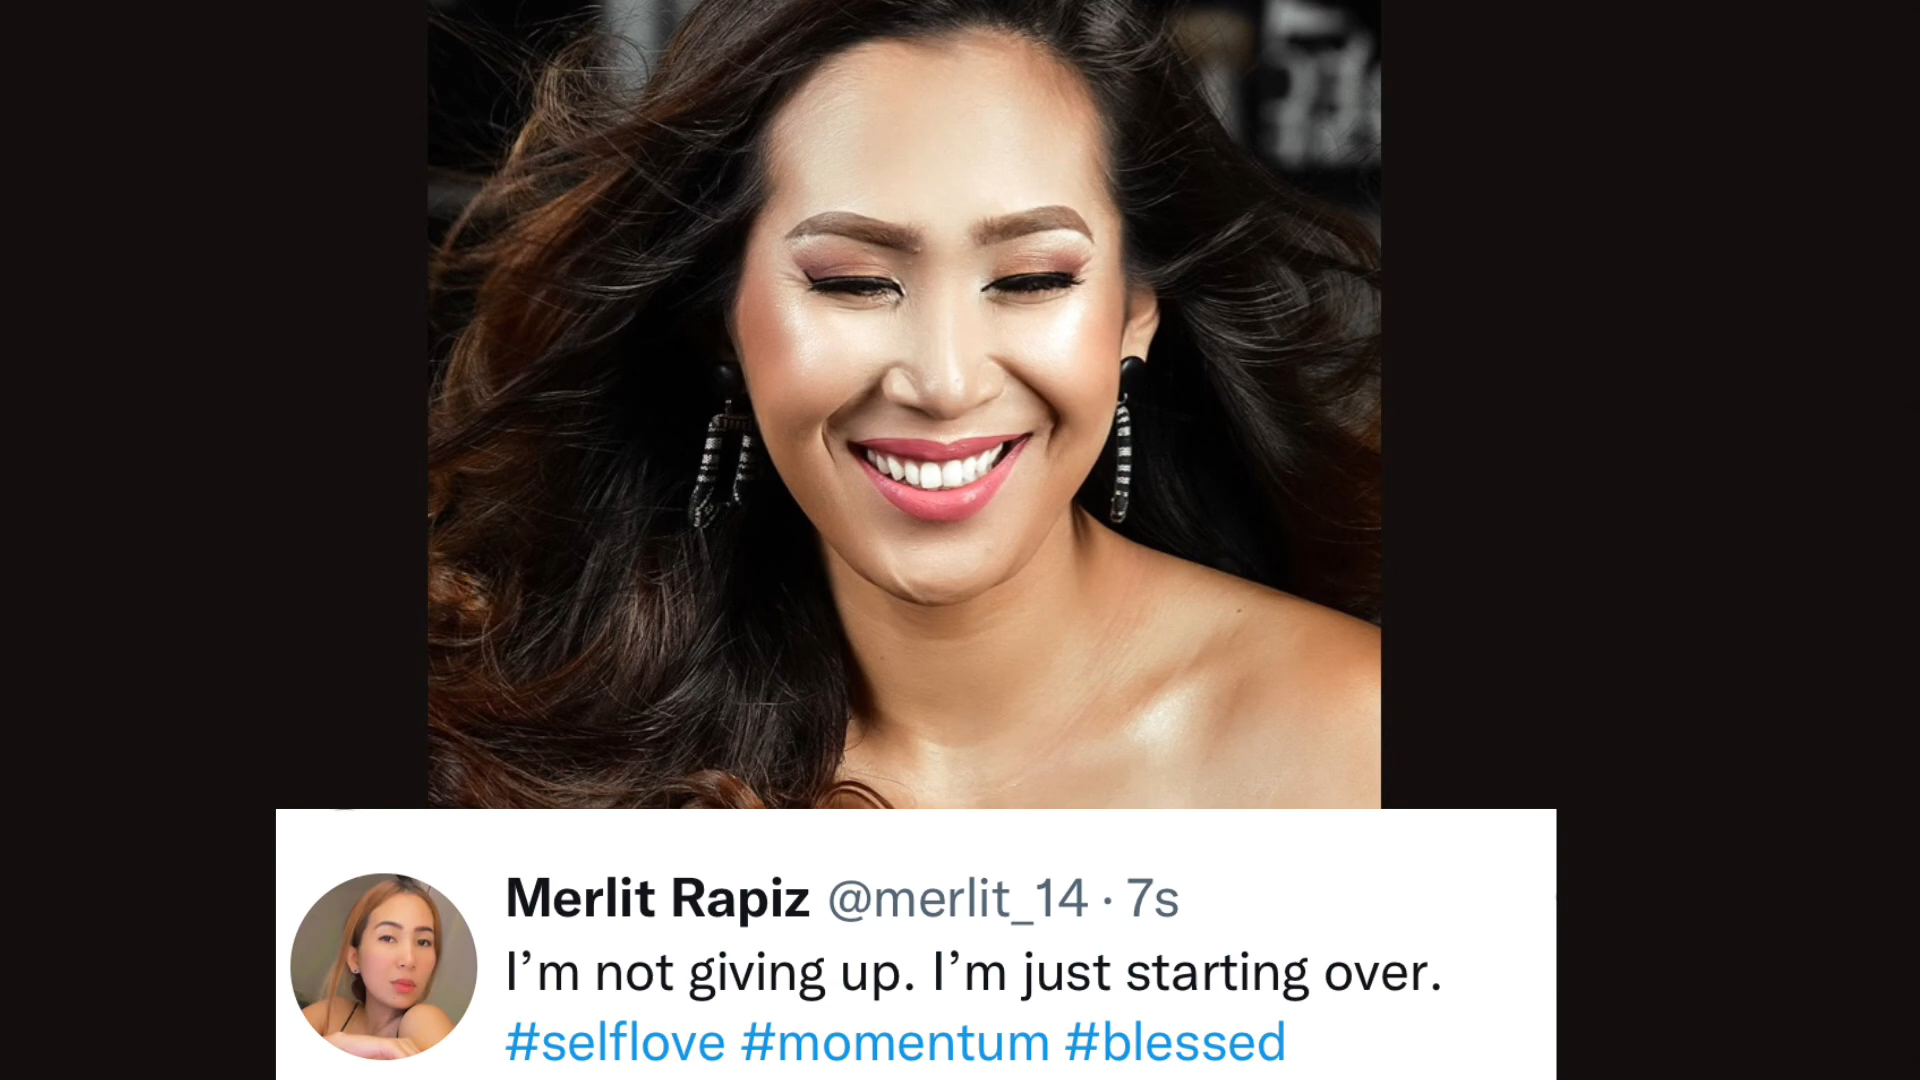 Merlit Rapiz @merlit_14 · 7s
I’m not giving up. I’m just starting over.
#selflove #momentum #blessed